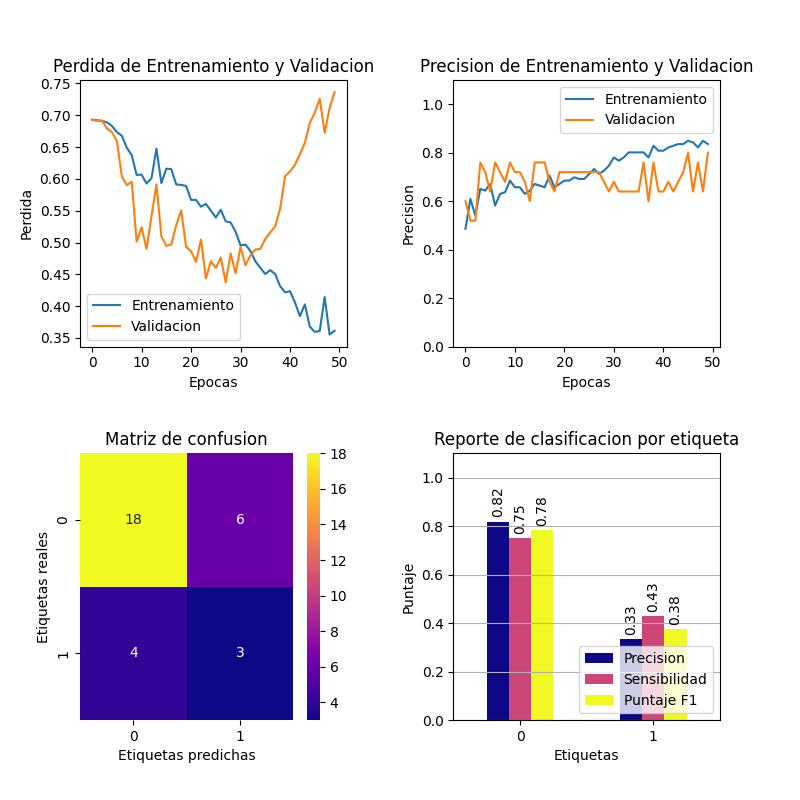 Perdida de Entrenamiento y Validacion
0.75
0.70
0.65
0.60
0.55
0.50
0.45
0.40
0.35
Perdida
Entrenamiento
Validacion
0 10 20 30 40 50
Epocas
Precision de Entrenamiento y Validacion
1.0
0.8
0.6
0.4
0.2
0.0
Precision
Entrenamiento
Validacion
0 10 20 30 40 50
Epocas
Matriz de confusion
Etiquetas reales
0
1
18 6
4 3
0 1
Etiquetas predichas
18
16
14
12
10
8
6
4
Reporte de clasificacion por etiqueta
1.0
0.8
0.6
0.4
0.2
0.0
Puntaje
0.82 0.75 0.78
0.33 0.43 0.38
Precision
Sensibilidad
Puntaje F1
0 1
Etiquetas